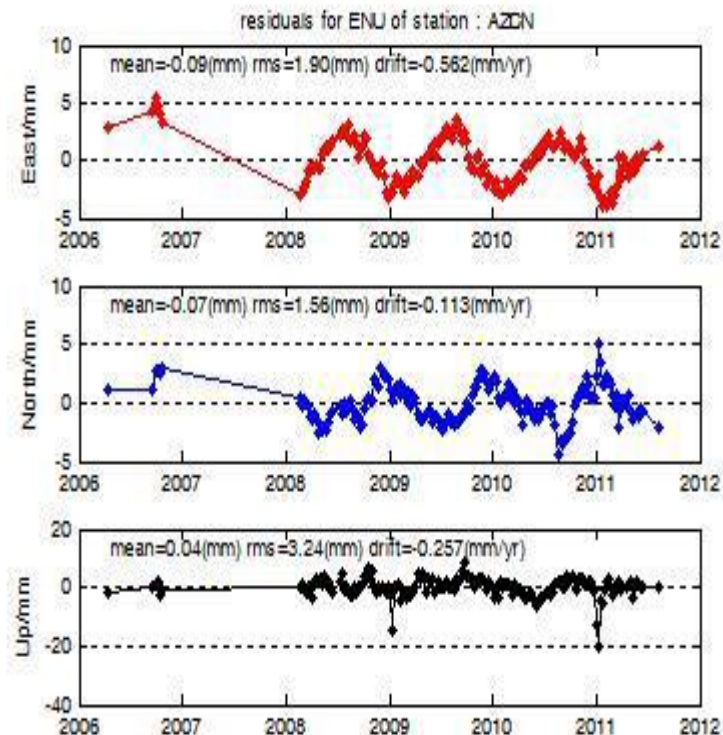 residuals for ENU of station : AZCN
10
mean=-0.09(mm) rms=1.90(mm) drift=-0.562(mm/yr)
5
East/mm
0
-5
2006 2007 2008 2009 2010 2011 2012
10
mean=-0.07(mm) rms=1.56(mm) drift=-0.113(mm/yr)
5
North/mm
0
-5
2006 2007 2008 2009 2010 2011 2012
20
mean=0.04(mm) rms=3.24(mm) drift=-0.257(mm/yr)
0
Up/mm
-20
-40
2006 2007 2008 2009 2010 2011 2012